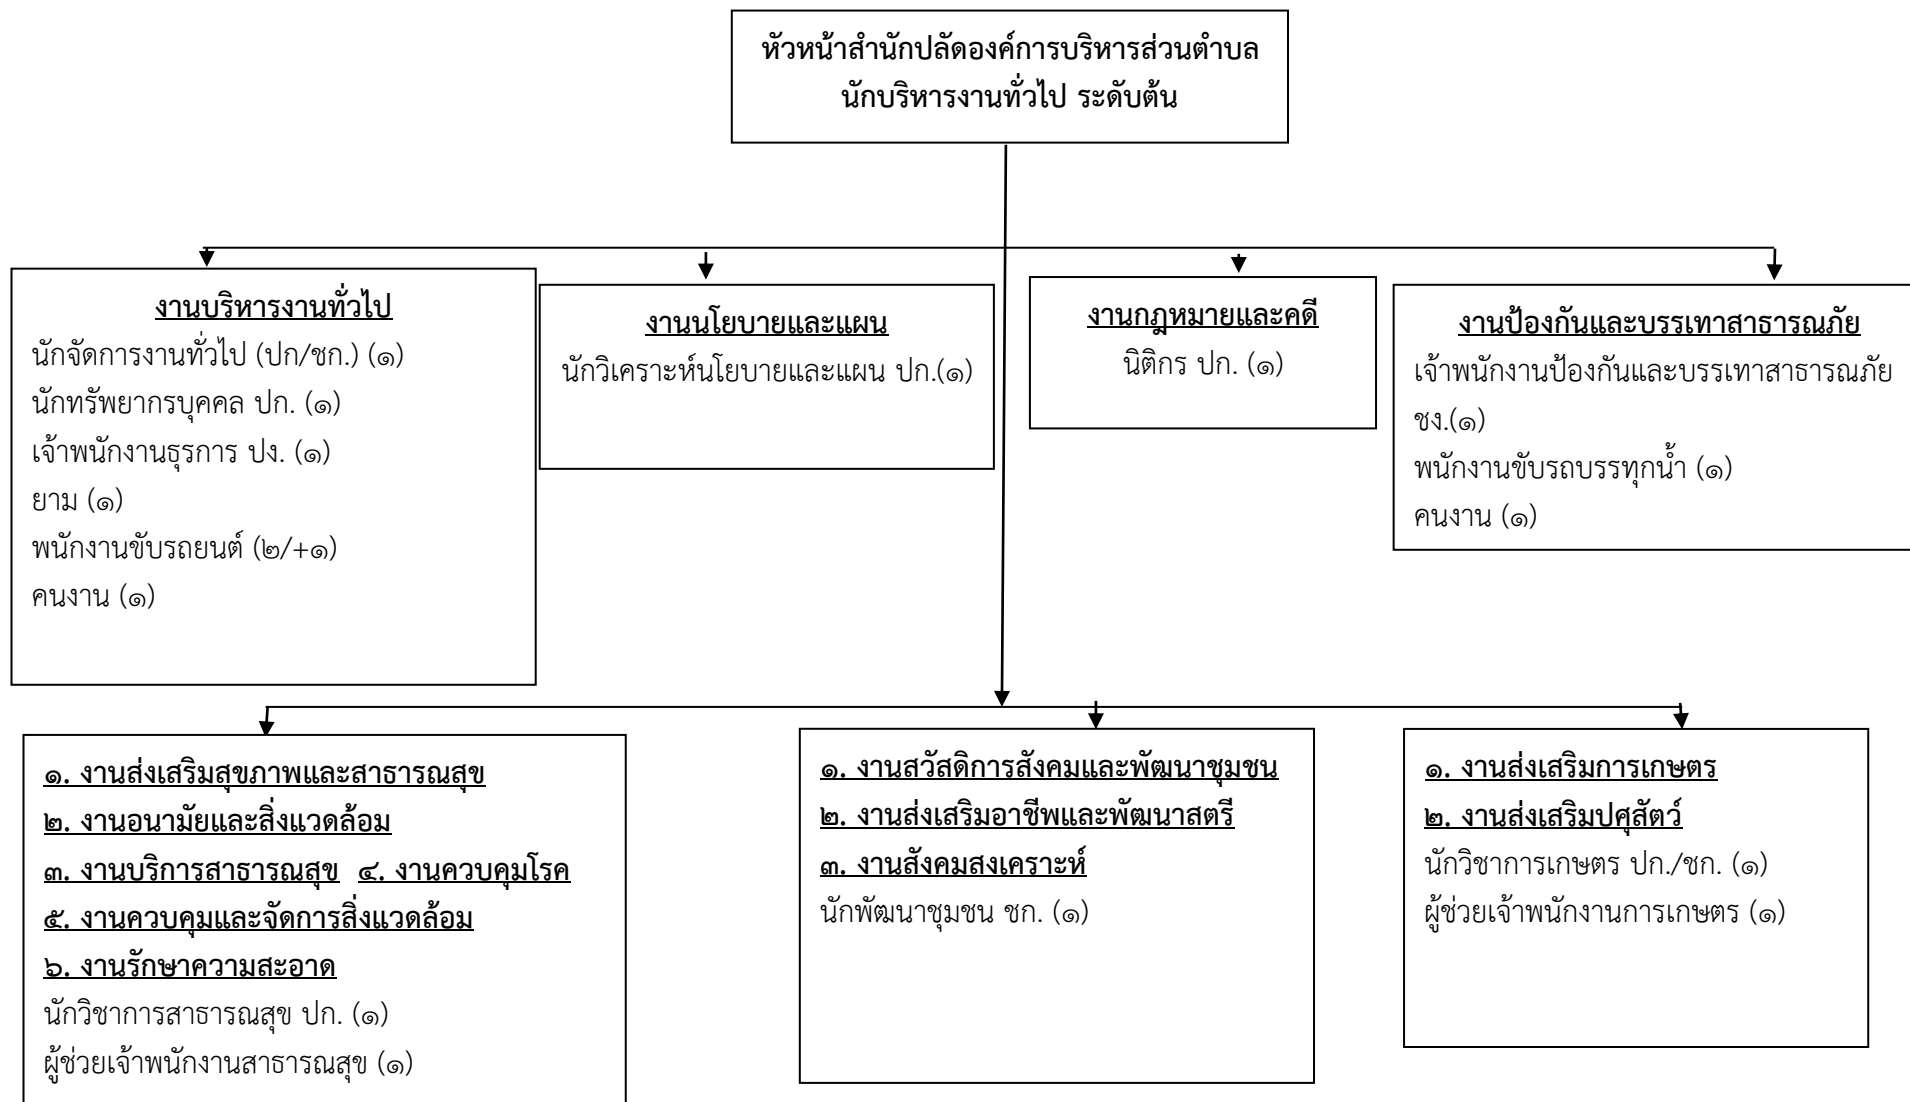 หัวหน้าสำนักปลัดองค์การบริหารส่วนตำบล
นักบริหารงานทั่วไป ระดับต้น
งานบริหารงานทั่วไป
นักจัดการงานทั่วไป (ปก/ชก.) (๑)
นักทรัพยากรบุคคล ปก. (๑)
เจ้าพนักงานธุรการ ปง. (๑)
ยาม (๑)
พนักงานขับรถยนต์ (๒/+๑)
คนงาน (๑)
งานนโยบายและแผน
นักวิเคราะห์นโยบายและแผน ปก.(๑)
งานกฎหมายและคดี
นิติกร ปก. (๑)
งานป้องกันและบรรเทาสาธารณภัย
เจ้าพนักงานป้องกันและบรรเทาสาธารณภัย
ชง.(๑)
พนักงานขับรถบรรทุกน้ำ (๑)
คนงาน (๑)
๑. งานส่งเสริมสุขภาพและสาธารณสุข
๒. งานอนามัยและสิ่งแวดล้อม
๓. งานบริการสาธารณสุข ๔. งานควบคุมโรค
๕. งานควบคุมและจัดการสิ่งแวดล้อม
๖. งานรักษาความสะอาด
นักวิชาการสาธารณสุข ปก. (๑)
ผู้ช่วยเจ้าพนักงานสาธารณสุข (๑)
๑. งานสวัสดิการสังคมและพัฒนาชุมชน
๒. งานส่งเสริมอาชีพและพัฒนาสตรี
๓. งานสังคมสงเคราะห์
นักพัฒนาชุมชน ชก. (๑)
๑. งานส่งเสริมการเกษตร
๒. งานส่งเสริมปศุสัตว์
นักวิชาการเกษตร ปก./ชก. (๑)
ผู้ช่วยเจ้าพนักงานการเกษตร (๑)